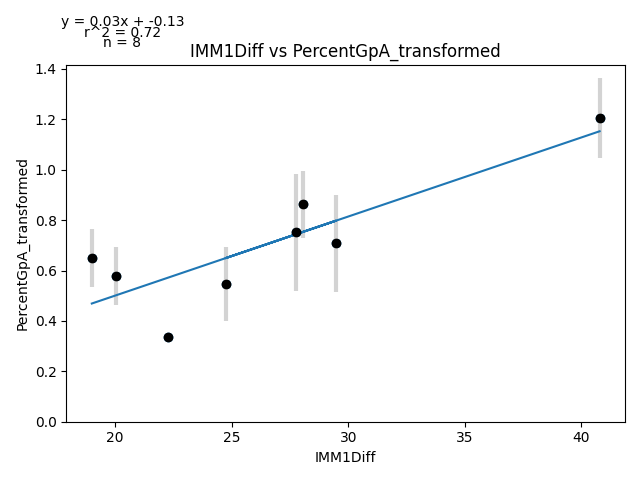 y = 0.03x + -0.13
r^2 = 0.72
n = 8
IMM1Diff vs PercentGpA_transformed
1.4
1.2
1.0
0.8
0.6
0.4
0.2
0.0
PercentGpA_transformed
20 25 30 35 40
IMM1Diff